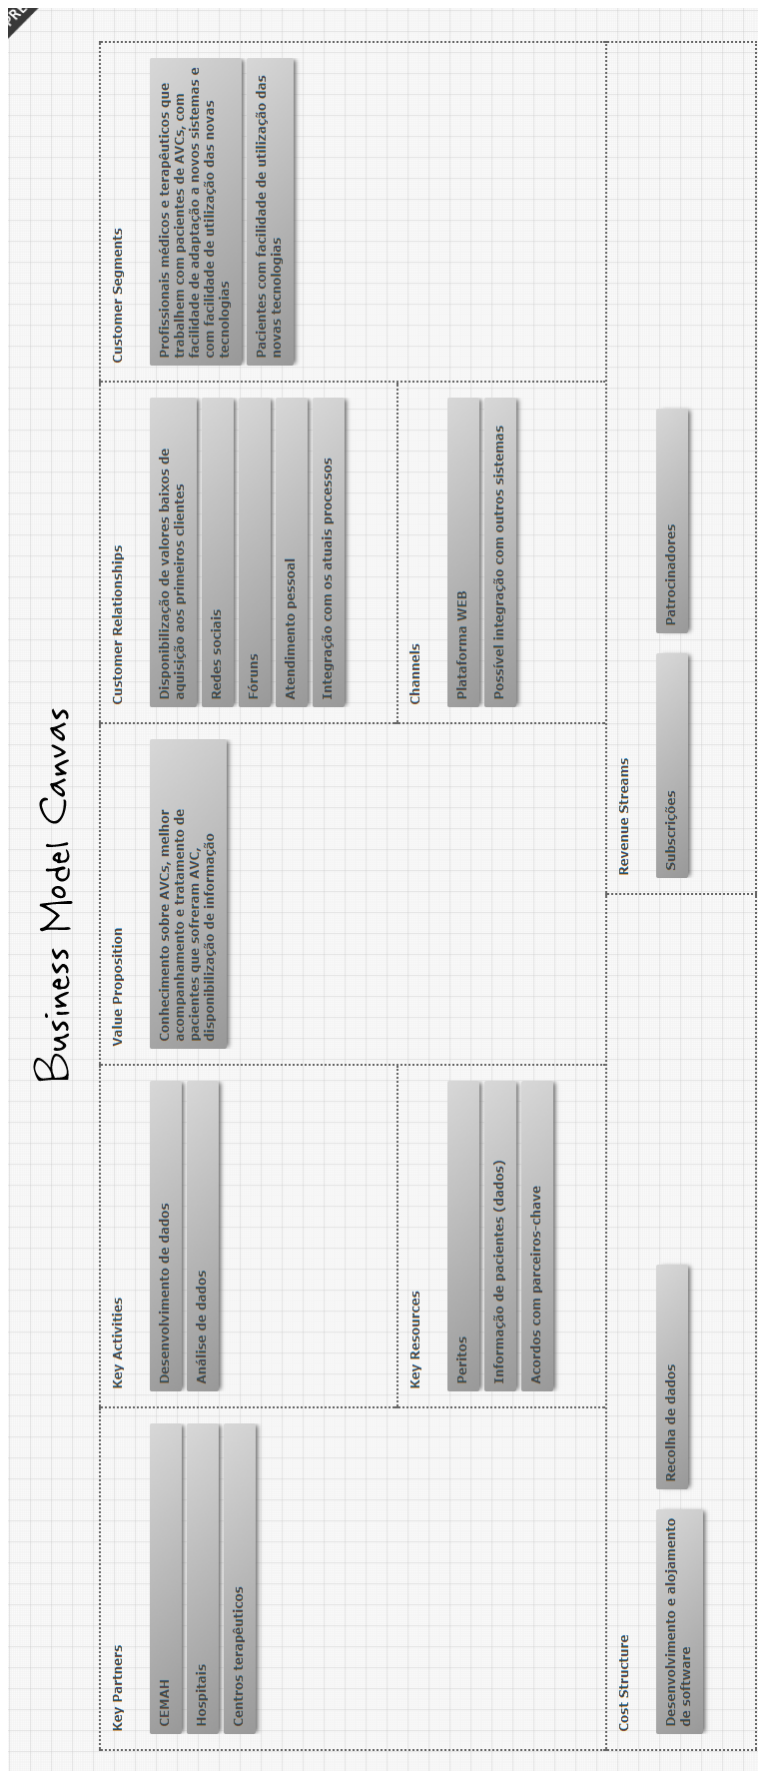 Business Model Canvas
Key Partners
CEMAH
Hospitais
Centros terapêuticos
Key Activities
Desenvolvimento de dados
Análise de dados
Key Resources
Peritos
Informação de pacientes (dados)
Acordos com parceiros-chave
Value Proposition
Conhecimento sobre AVCs, melhor
acompanhamento e tratamento de
pacientes que sofreram AVC,
disponibilização de informação
Customer Relationships
Disponibilização de valores baixos de
aquisição aos primeiros clientes
Redes sociais
Fóruns
Atendimento pessoal
Integração com os atuais processos
Channels
Plataforma WEB
Possível integração com outros sistemas
Customer Segments
Profissionais médicos e terapêuticos que
trabalhem com pacientes de AVCs, com
facilidade de adaptação a novos sistemas e
com facilidade de utilização das novas
tecnologias
Pacientes com facilidade de utilização das
novas tecnologias
Cost Structure
Desenvolvimento e alojamento
de software
Recolha de dados
Revenue Streams
Subscrições
Patrocinadores